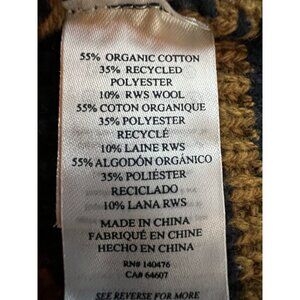 55% ORGANIC COTTON
35% RECYCLED
POLYESTER
10% RWS WOOL
55% COTON ORGANIQUE
35% POLYESTER
RECYCLÉ
10% LAINE RWS
55% ALGODÓN ORGÁNICO
35% POLIÉSTER
RECICLADO
10% LANA RWS
MADE IN CHINA
FABRIQUÉ EN CHINE
HECHO EN CHINA
RN# 140476
CA# 64607
SEE REVERSE FOR MORE